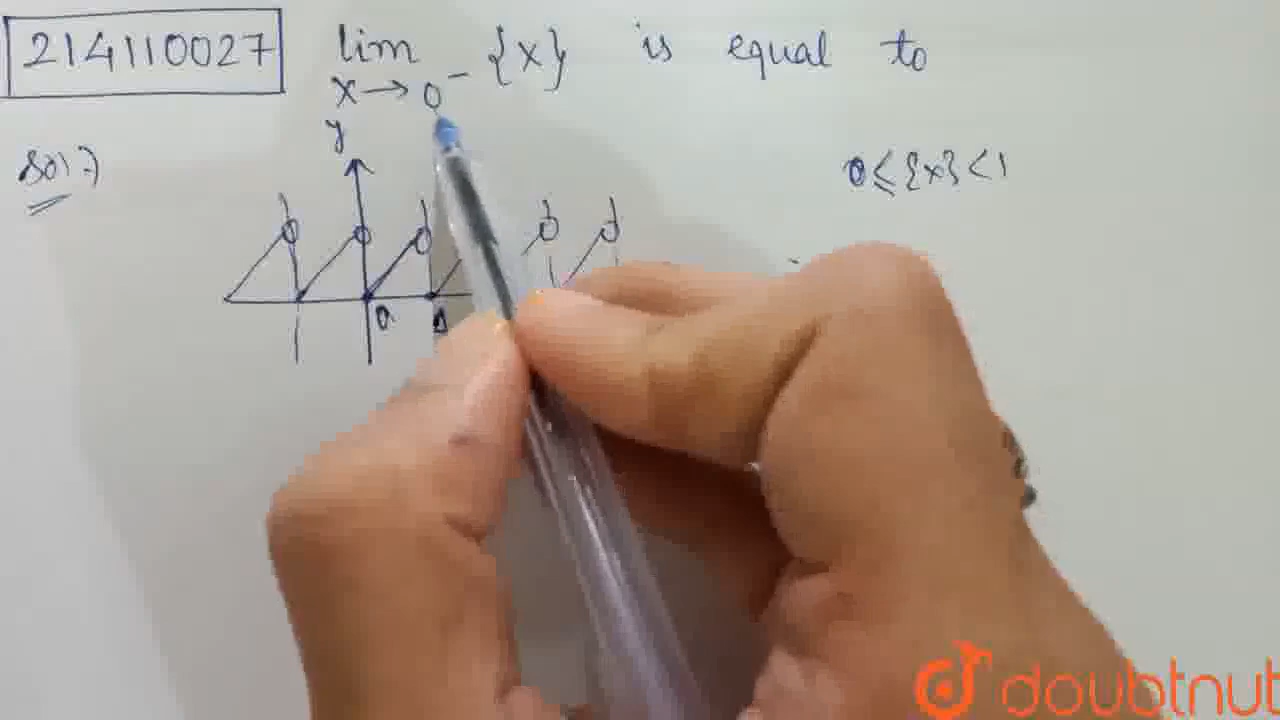 214110027 lim {x} is equal to
x→0⁻
y
Sol:-)
0≤{x}<1
0
doubtnut